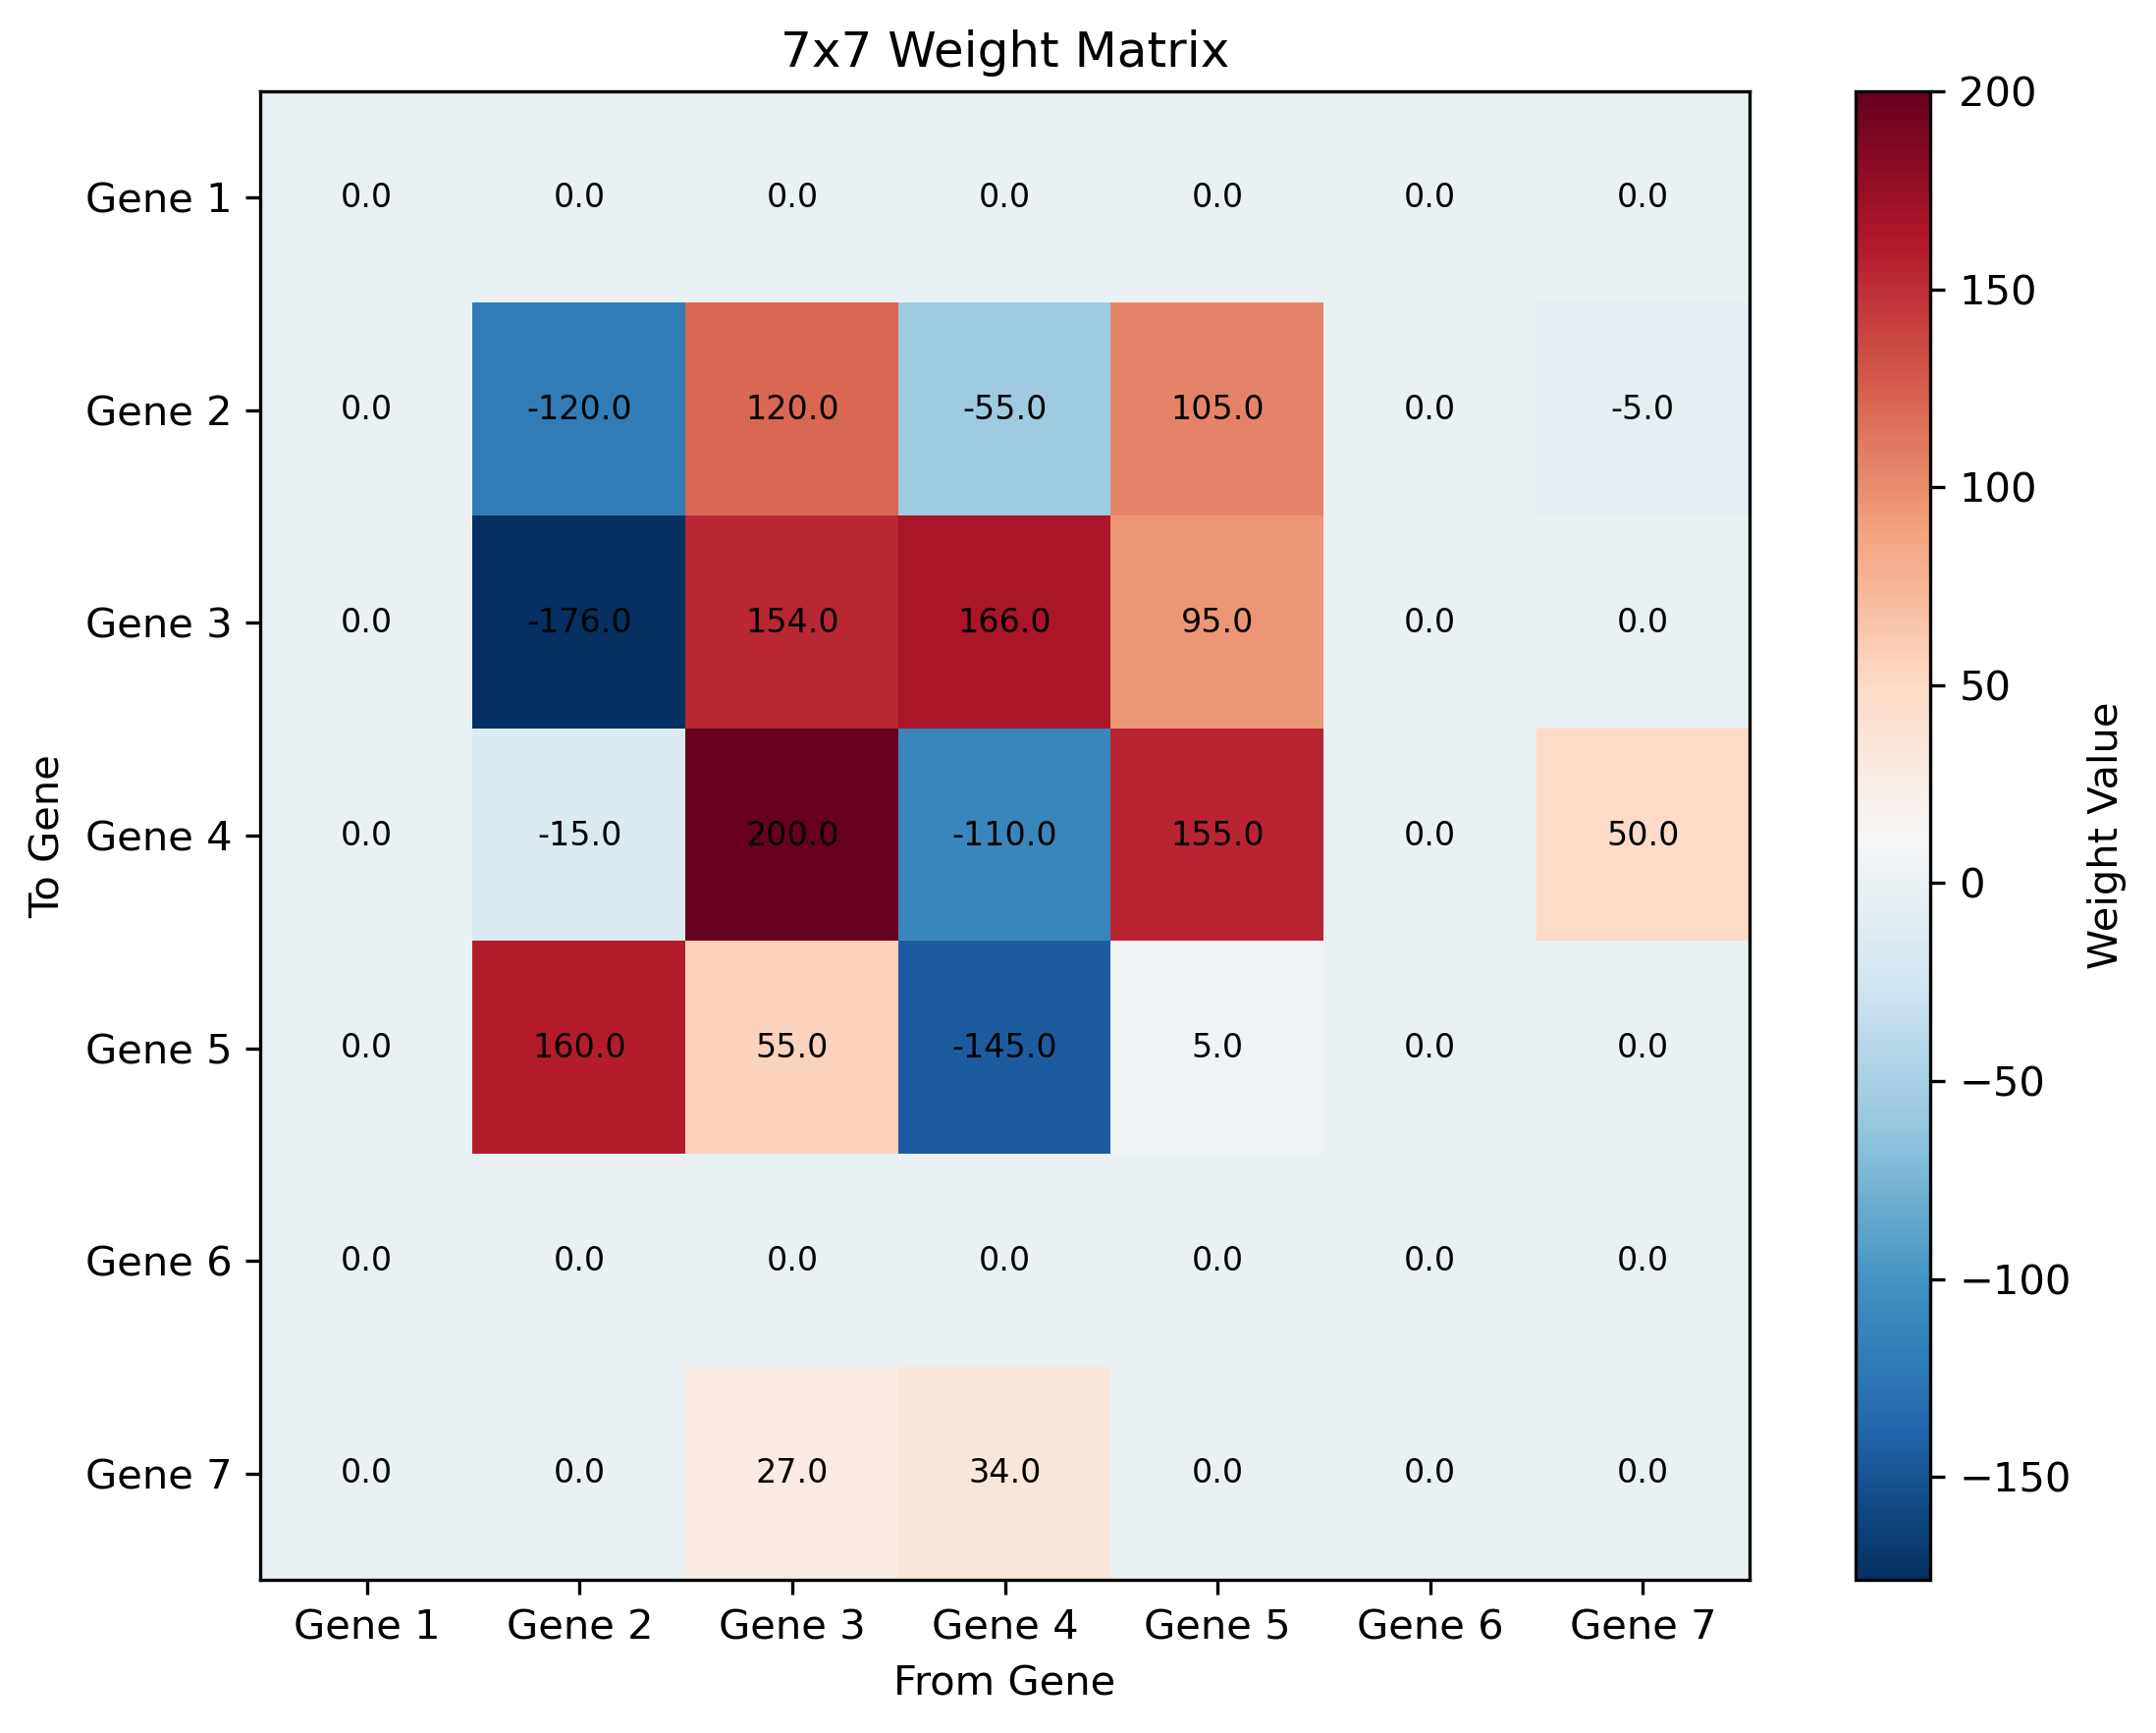 7x7 Weight Matrix
Gene 1 0.0 0.0 0.0 0.0 0.0 0.0 0.0
Gene 2 0.0 -120.0 120.0 -55.0 105.0 0.0 -5.0
Gene 3 0.0 -176.0 154.0 166.0 95.0 0.0 0.0
Gene 4 0.0 -15.0 200.0 -110.0 155.0 0.0 50.0
Gene 5 0.0 160.0 55.0 -145.0 5.0 0.0 0.0
Gene 6 0.0 0.0 0.0 0.0 0.0 0.0 0.0
Gene 7 0.0 0.0 27.0 34.0 0.0 0.0 0.0
Gene 1 Gene 2 Gene 3 Gene 4 Gene 5 Gene 6 Gene 7
From Gene
To Gene
200
150
100
50
0
−50
−100
−150
Weight Value